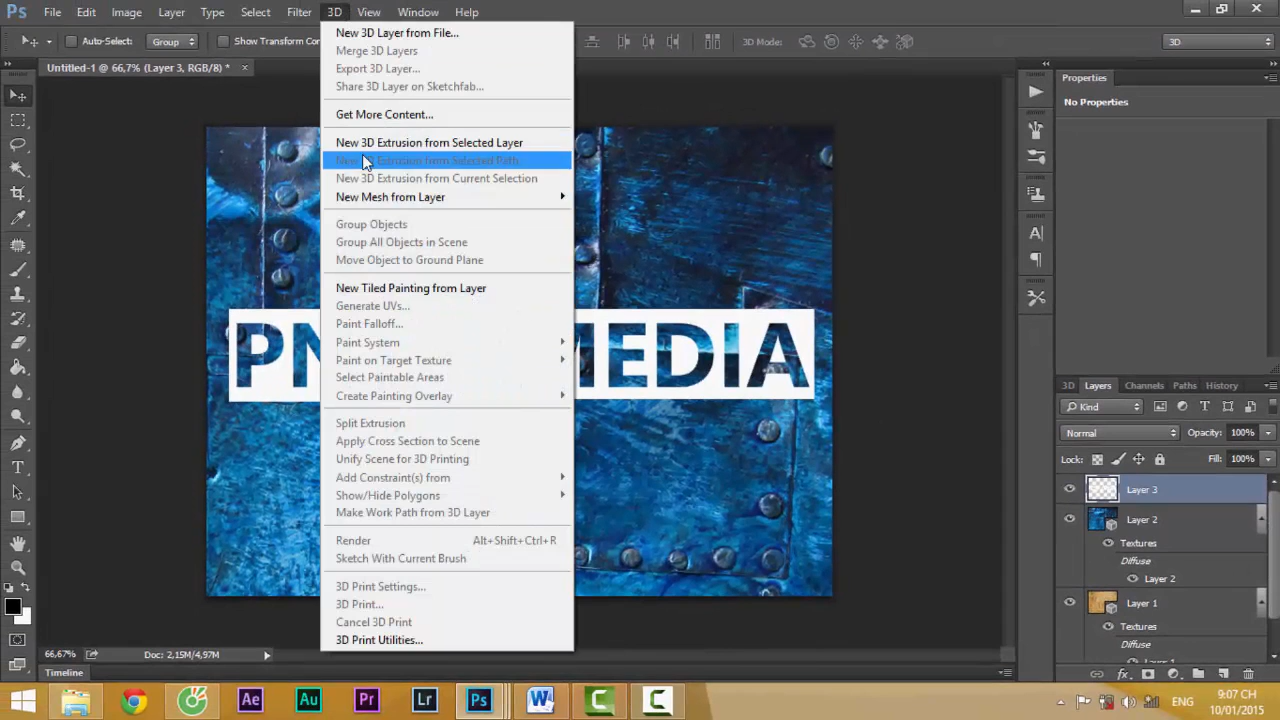 Ps File Edit Image Layer Type Select Filter 3D View Window Help
Auto-Select: Group Show Transform Con 3D Mode: 3D
Untitled-1 @ 66,7% (Layer 3, RGB/8) * ×
New 3D Layer from File...
Merge 3D Layers
Export 3D Layer...
Share 3D Layer on Sketchfab...
Get More Content...
New 3D Extrusion from Selected Layer
New 3D Extrusion from Selected Path
New 3D Extrusion from Current Selection
New Mesh from Layer
Group Objects
Group All Objects in Scene
Move Object to Ground Plane
New Tiled Painting from Layer
Generate UVs...
Paint Falloff...
Paint System
Paint on Target Texture
Select Paintable Areas
Create Painting Overlay
Split Extrusion
Apply Cross Section to Scene
Unify Scene for 3D Printing
Add Constraint(s) from
Show/Hide Polygons
Make Work Path from 3D Layer
Render Alt+Shift+Ctrl+R
Sketch With Current Brush
3D Print Settings...
3D Print...
Cancel 3D Print
3D Print Utilities...
PN MEDIA
Properties
No Properties
3D Layers Channels Paths History
Kind
Normal Opacity: 100%
Lock: Fill: 100%
Layer 3
Layer 2
Textures
Diffuse
Layer 2
Layer 1
Textures
Diffuse
66,67% Doc: 2,15M/4,97M
Timeline
Ae Au Pr Lr Ps W C C
ENG 9:07 CH
10/01/2015